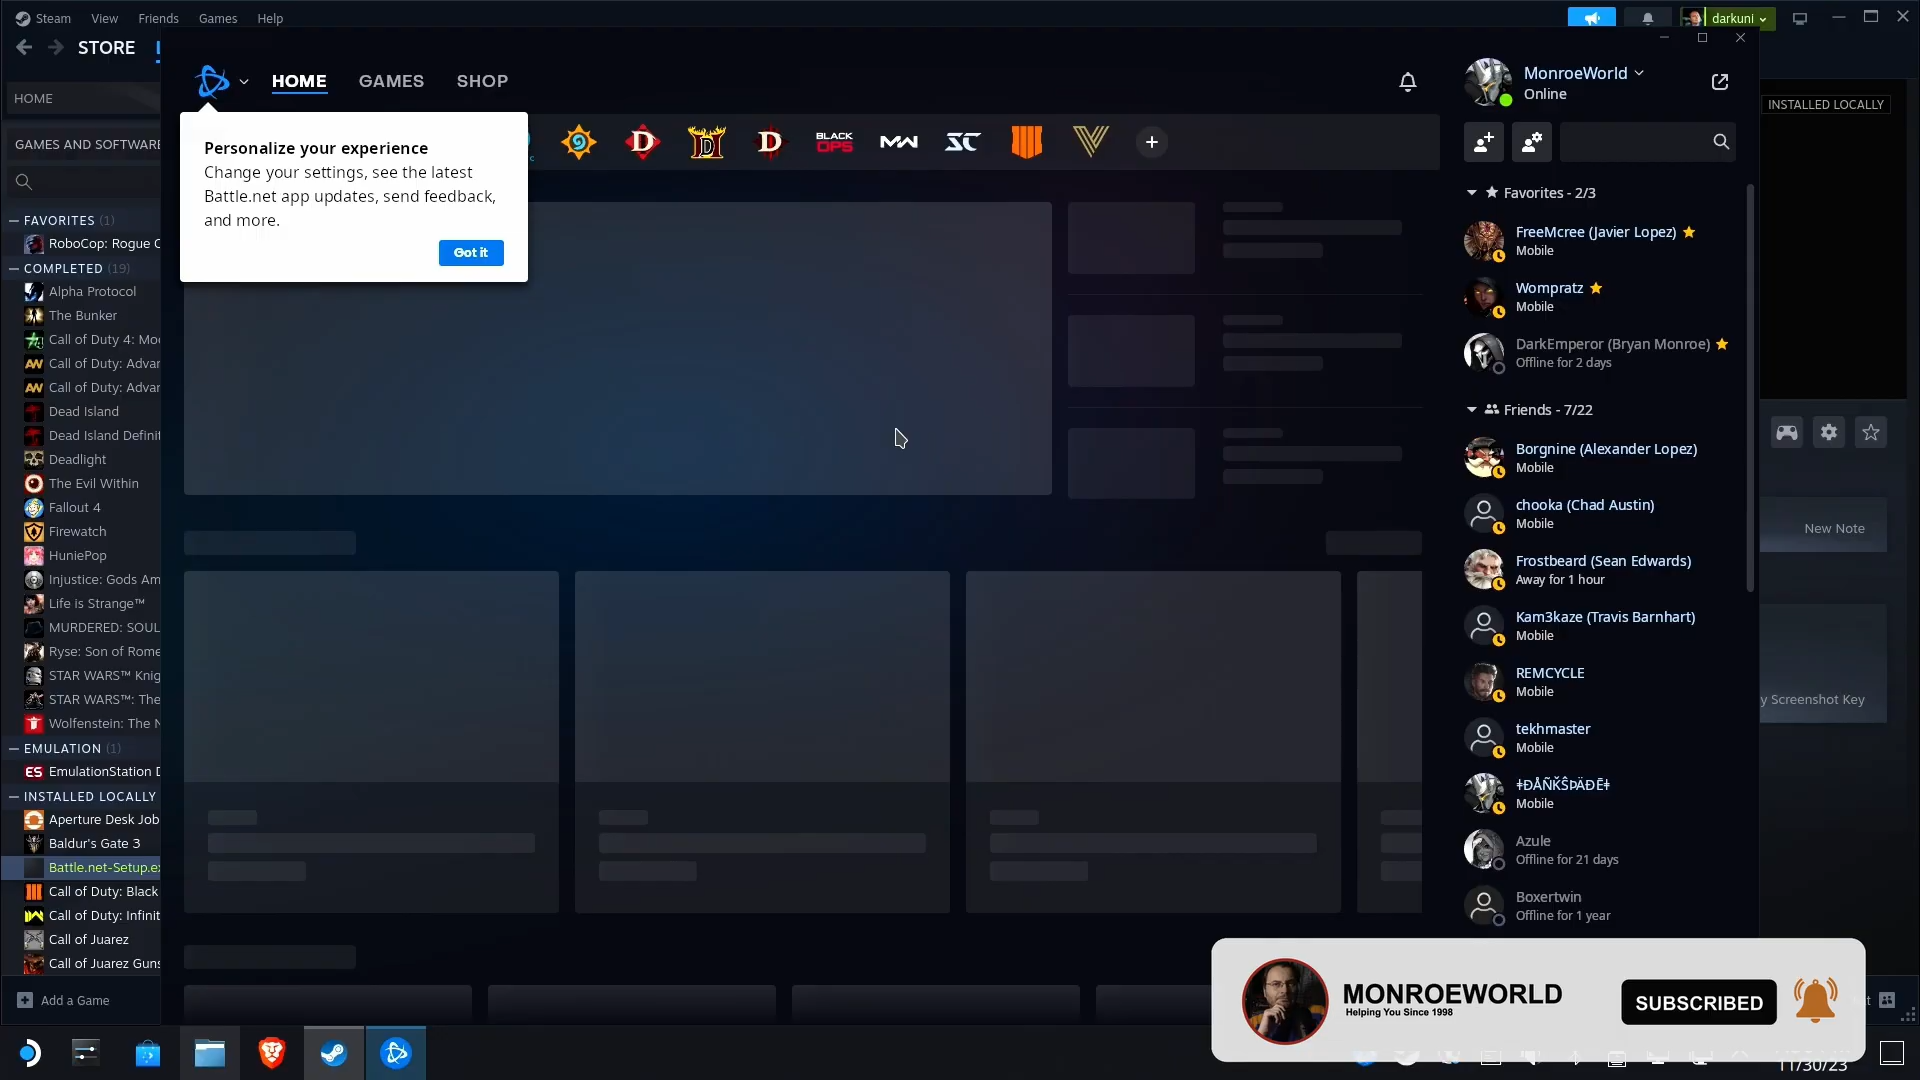 Steam View Friends Games Help
darkuni
STORE
HOME GAMES SHOP
MonroeWorld
Online
HOME
INSTALLED LOCALLY
GAMES AND SOFTWARE
Personalize your experience
Change your settings, see the latest
Battle.net app updates, send feedback,
and more.
Got it
BLACK
OPS
+
Favorites - 2/3
FAVORITES (1)
RoboCop: Rogue C
COMPLETED (19)
Alpha Protocol
The Bunker
Call of Duty 4: Mo
Call of Duty: Advar
Call of Duty: Advar
Dead Island
Dead Island Definit
Deadlight
The Evil Within
Fallout 4
Firewatch
HuniePop
Injustice: Gods Am
Life is Strange™
MURDERED: SOUL
Ryse: Son of Rome
STAR WARS™ Knig
STAR WARS™: The
Wolfenstein: The N
EMULATION (1)
ES EmulationStation D
INSTALLED LOCALLY
Aperture Desk Job
Baldur's Gate 3
Battle.net-Setup.ex
Call of Duty: Black
Call of Duty: Infinit
Call of Juarez
Call of Juarez Guns
Add a Game
FreeMcree (Javier Lopez)
Mobile
Wompratz
Mobile
DarkEmperor (Bryan Monroe)
Offline for 2 days
Friends - 7/22
Borgnine (Alexander Lopez)
Mobile
chooka (Chad Austin)
Mobile
Frostbeard (Sean Edwards)
Away for 1 hour
Kam3kaze (Travis Barnhart)
Mobile
REMCYCLE
Mobile
tekhmaster
Mobile
ǂÐÅÑǨŜÞÄÐĒǂ
Mobile
Azule
Offline for 21 days
Boxertwin
Offline for 1 year
New Note
y Screenshot Key
MONROEWORLD
Helping You Since 1998
SUBSCRIBED
11/30/23